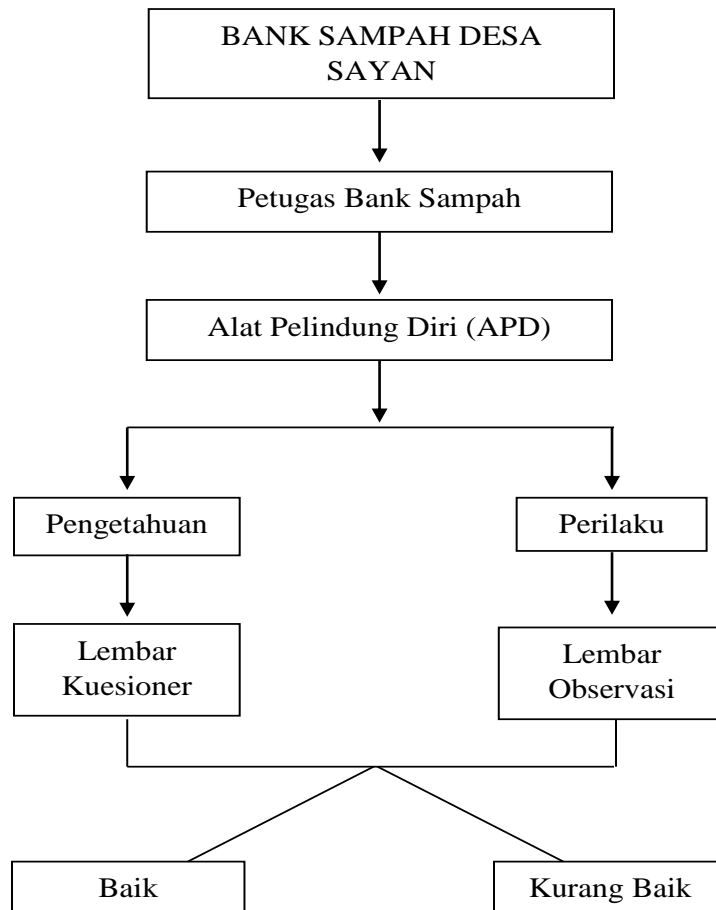 BANK SAMPAH DESA
SAYAN
Petugas Bank Sampah
Alat Pelindung Diri (APD)
Pengetahuan
Perilaku
Lembar
Kuesioner
Lembar
Observasi
Baik
Kurang Baik